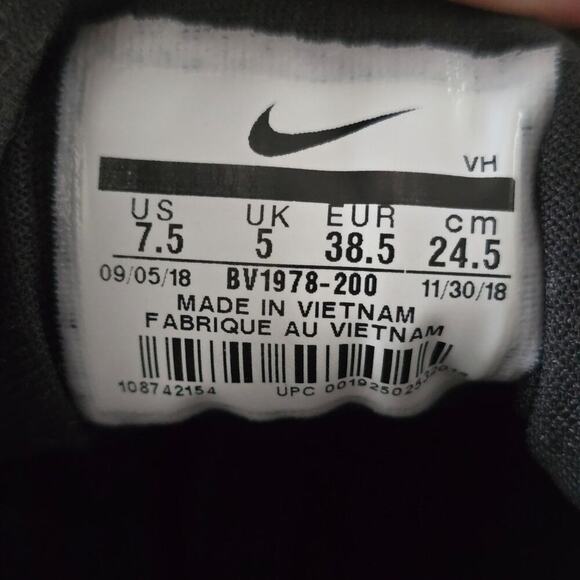 VH
US UK EUR cm
7.5 5 38.5 24.5
09/05/18 BV1978-200 11/30/18
MADE IN VIETNAM
FABRIQUE AU VIETNAM
108742154 UPC